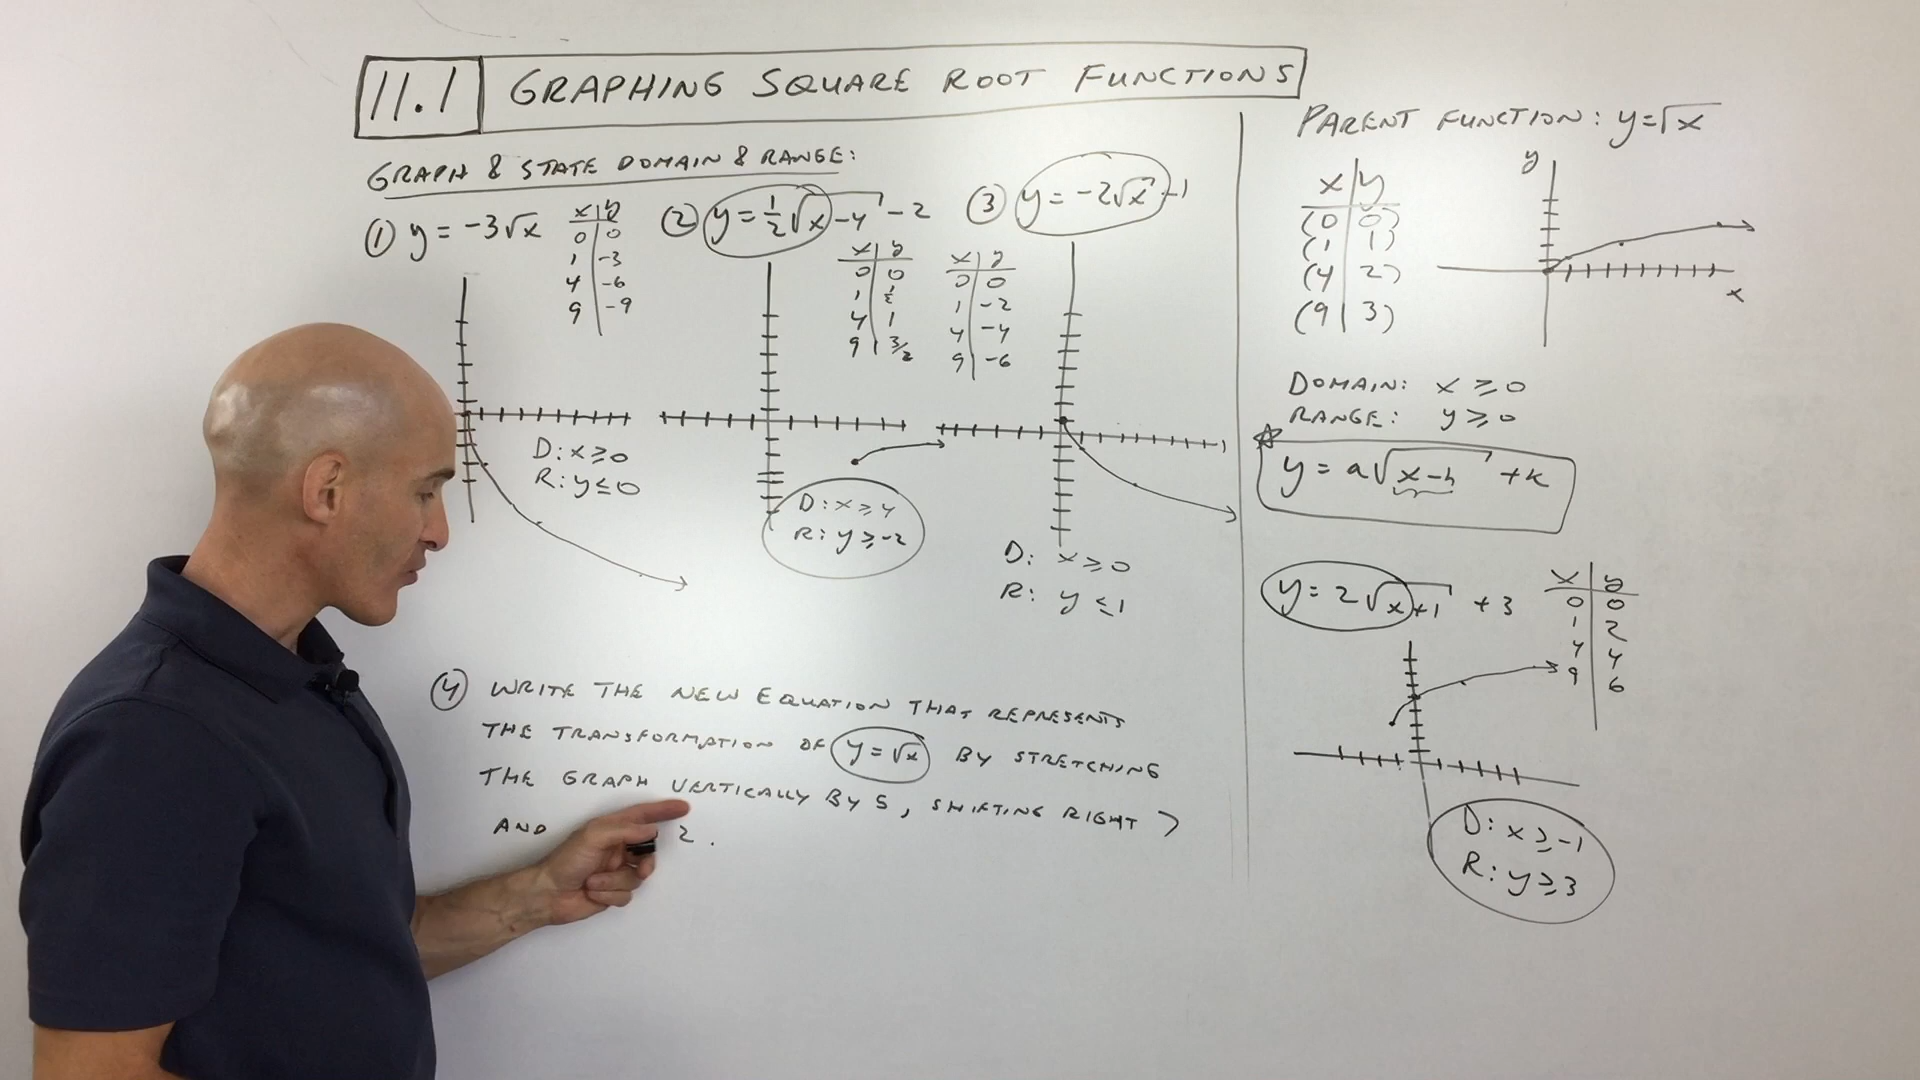 11.1 GRAPHING SQUARE ROOT FUNCTIONS
GRAPH & STATE DOMAIN & RANGE:
① y = -3√x
x | y
0 | 0
1 | -3
4 | -6
9 | -9
D: x ≥ 0
R: y ≤ 0
② y = 1/2 √x-4 - 2
x | y
0 | 0
1 | 1/2
4 | 1
9 | 3/2
D: x ≥ 4
R: y ≥ -2
③ y = -2√x - 1
x | y
0 | 0
1 | -2
4 | -4
9 | -6
D: x ≥ 0
R: y ≤ 1
④ WRITE THE NEW EQUATION THAT REPRESENTS
THE TRANSFORMATION OF y = √x BY STRETCHING
THE GRAPH VERTICALLY BY 5, SHIFTING RIGHT 7
AND 2.
PARENT FUNCTION: y = √x
x | y
(0 | 0)
(1 | 1)
(4 | 2)
(9 | 3)
y
x
DOMAIN: x ≥ 0
RANGE: y ≥ 0
y = a√x-h + k
y = 2√x+1 + 3
x | y
0 | 0
1 | 2
4 | 4
9 | 6
D: x ≥ -1
R: y ≥ 3